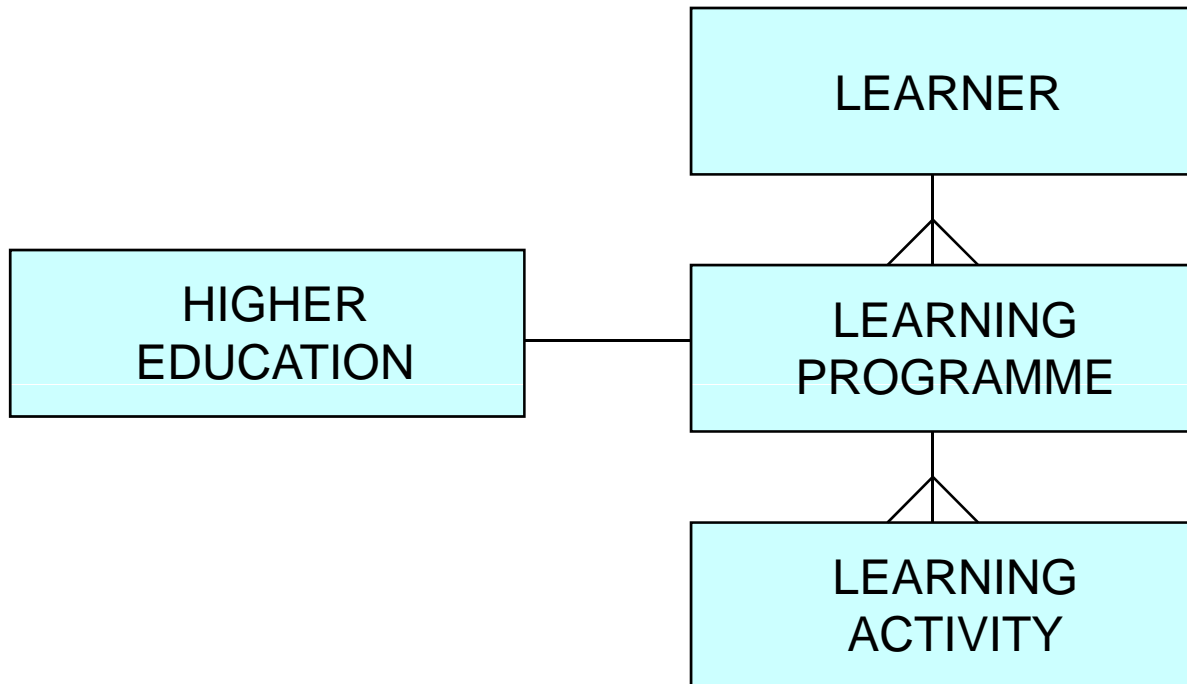 LEARNER
HIGHER
EDUCATION
LEARNING
PROGRAMME
LEARNING
ACTIVITY